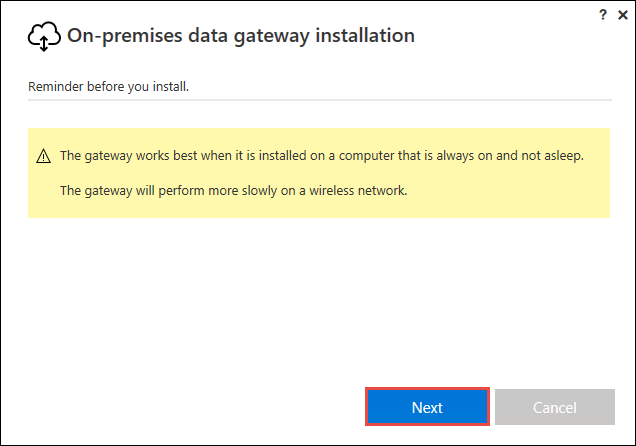 ? ×
On-premises data gateway installation
Reminder before you install.
The gateway works best when it is installed on a computer that is always on and not asleep.
The gateway will perform more slowly on a wireless network.
Next Cancel